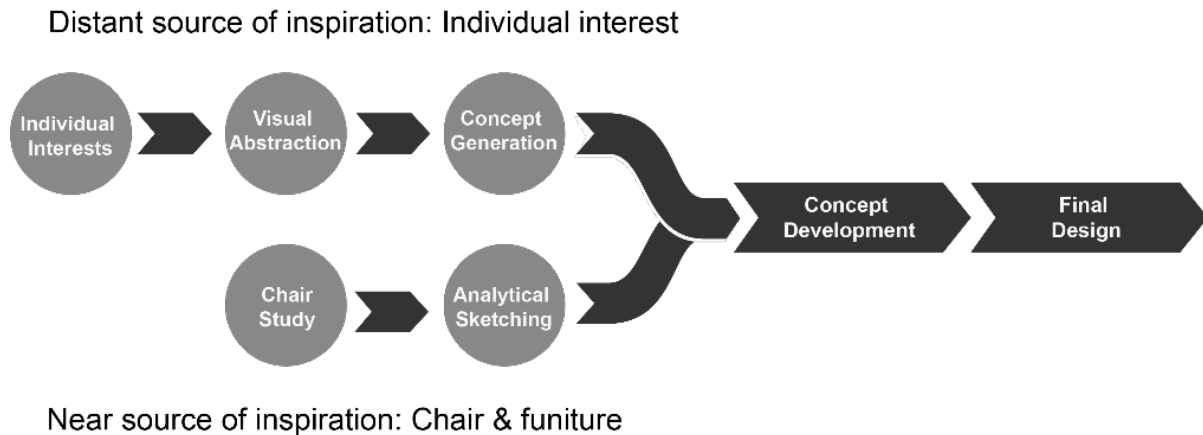 Distant source of inspiration: Individual interest
Individual
Interests
Visual
Abstraction
Concept
Generation
Concept
Development
Final
Design
Chair
Study
Analytical
Sketching
Near source of inspiration: Chair & funiture